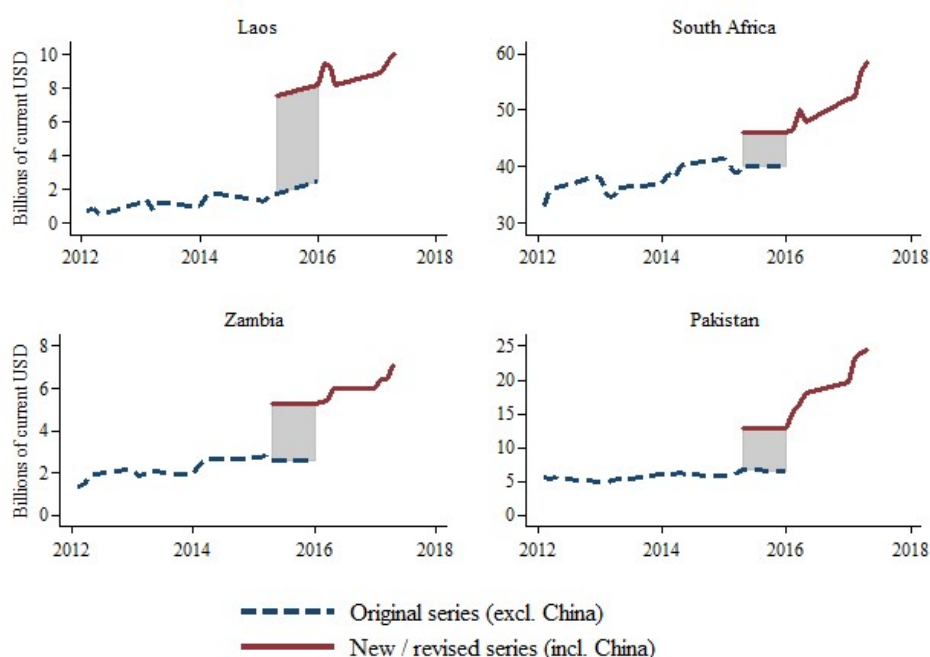 Laos
South Africa
Billions of current USD
10
8
6
4
2
0
2012 2014 2016 2018
60
50
40
30
2012 2014 2016 2018
Zambia
Pakistan
Billions of current USD
8
6
4
2
0
2012 2014 2016 2018
25
20
15
10
5
0
2012 2014 2016 2018
Original series (excl. China)
New / revised series (incl. China)